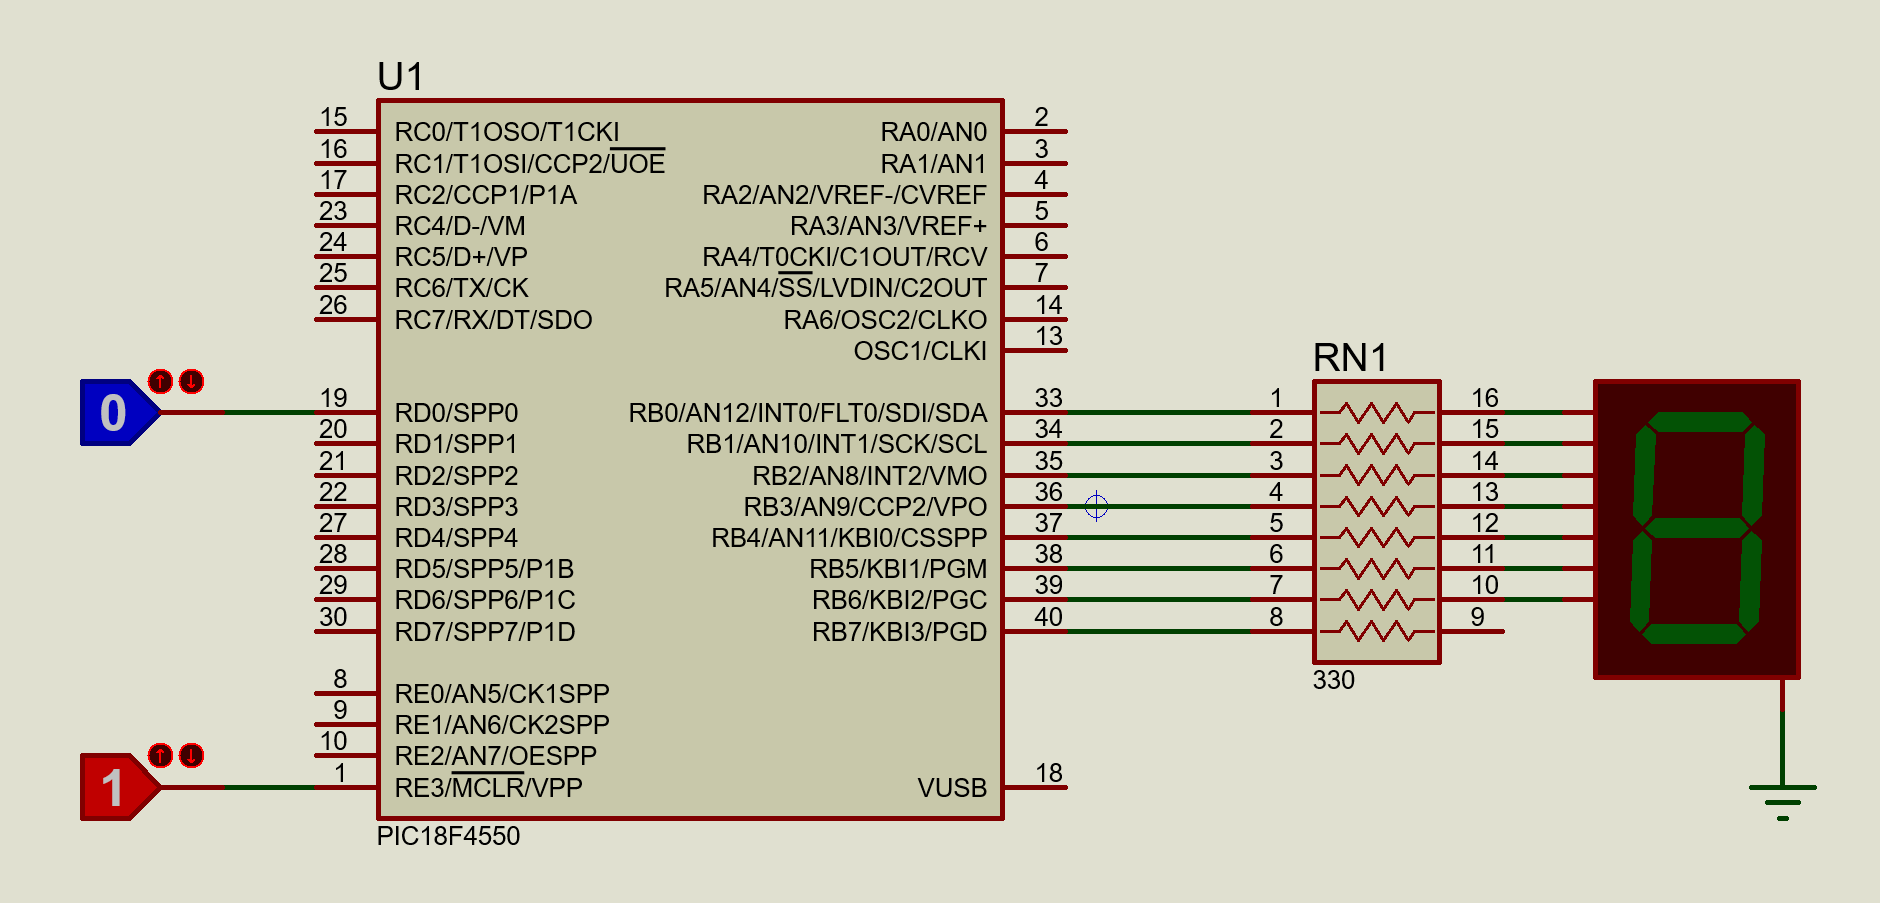 U1
15 RC0/T1OSO/T1CKI RA0/AN0 2
16 RC1/T1OSI/CCP2/UOE RA1/AN1 3
17 RC2/CCP1/P1A RA2/AN2/VREF-/CVREF 4
23 RC4/D-/VM RA3/AN3/VREF+ 5
24 RC5/D+/VP RA4/T0CKI/C1OUT/RCV 6
25 RC6/TX/CK RA5/AN4/SS/LVDIN/C2OUT 7
26 RC7/RX/DT/SDO RA6/OSC2/CLKO 14
OSC1/CLKI 13
RN1
0 19 RD0/SPP0 RB0/AN12/INT0/FLT0/SDI/SDA 33 1 16
20 RD1/SPP1 RB1/AN10/INT1/SCK/SCL 34 2 15
21 RD2/SPP2 RB2/AN8/INT2/VMO 35 3 14
22 RD3/SPP3 RB3/AN9/CCP2/VPO 36 4 13
27 RD4/SPP4 RB4/AN11/KBI0/CSSPP 37 5 12
28 RD5/SPP5/P1B RB5/KBI1/PGM 38 6 11
29 RD6/SPP6/P1C RB6/KBI2/PGC 39 7 10
30 RD7/SPP7/P1D RB7/KBI3/PGD 40 8 9
330
8 RE0/AN5/CK1SPP
9 RE1/AN6/CK2SPP
10 RE2/AN7/OESPP
1 1 RE3/MCLR/VPP VUSB 18
PIC18F4550